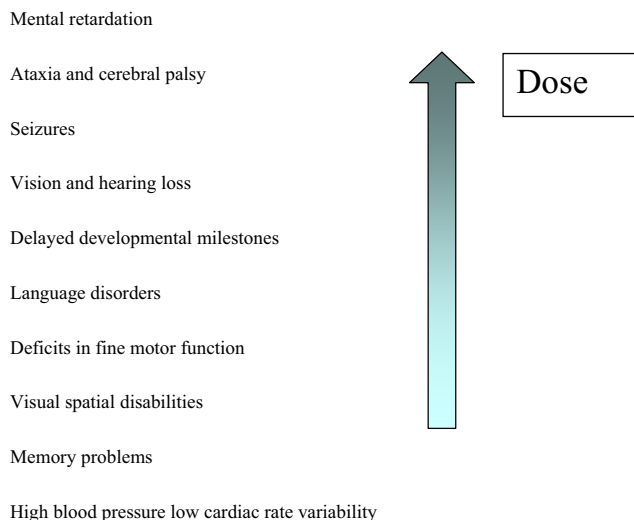 Mental retardation
Ataxia and cerebral palsy
Dose
Seizures
Vision and hearing loss
Delayed developmental milestones
Language disorders
Deficits in fine motor function
Visual spatial disabilities
Memory problems
High blood pressure low cardiac rate variability